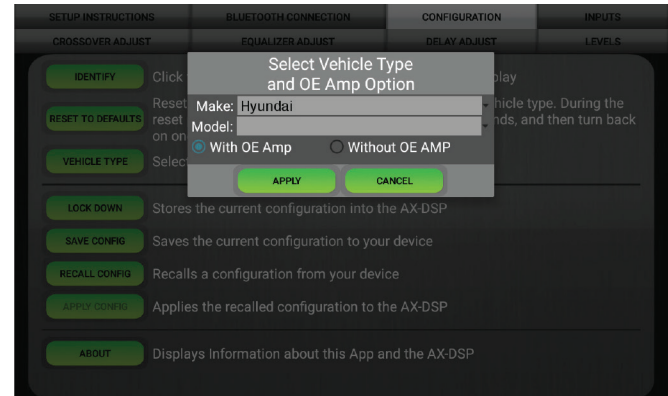 SETUP INSTRUCTIONS BLUETOOTH CONNECTION CONFIGURATION INPUTS
CROSSOVER ADJUST EQUALIZER ADJUST DELAY ADJUST LEVELS
Select Vehicle Type
and OE Amp Option
Make: Hyundai
Model:
With OE Amp Without OE AMP
APPLY CANCEL
IDENTIFY Click play
RESET TO DEFAULTS Reset hicle type. During the
reset nds, and then turn back
on on
VEHICLE TYPE Selec
LOCK DOWN Stores the current configuration into the AX-DSP
SAVE CONFIG Saves the current configuration to your device
RECALL CONFIG Recalls a configuration from your device
APPLY CONFIG Applies the recalled configuration to the AX-DSP
ABOUT Displays Information about this App and the AX-DSP